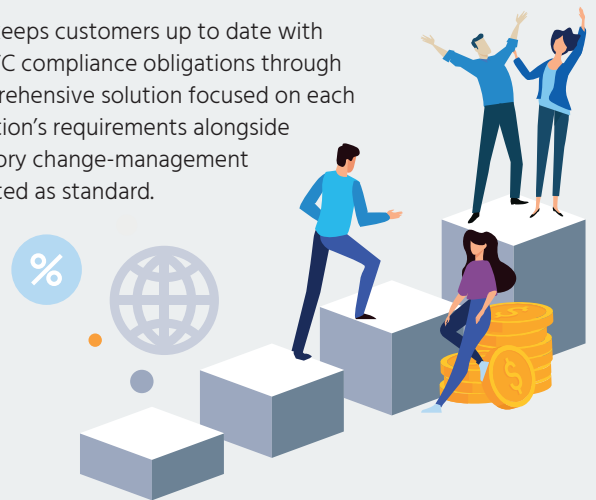 eeps customers up to date with
C compliance obligations through
rehensive solution focused on each
tion's requirements alongside
ory change-management
ted as standard.
%
$
$